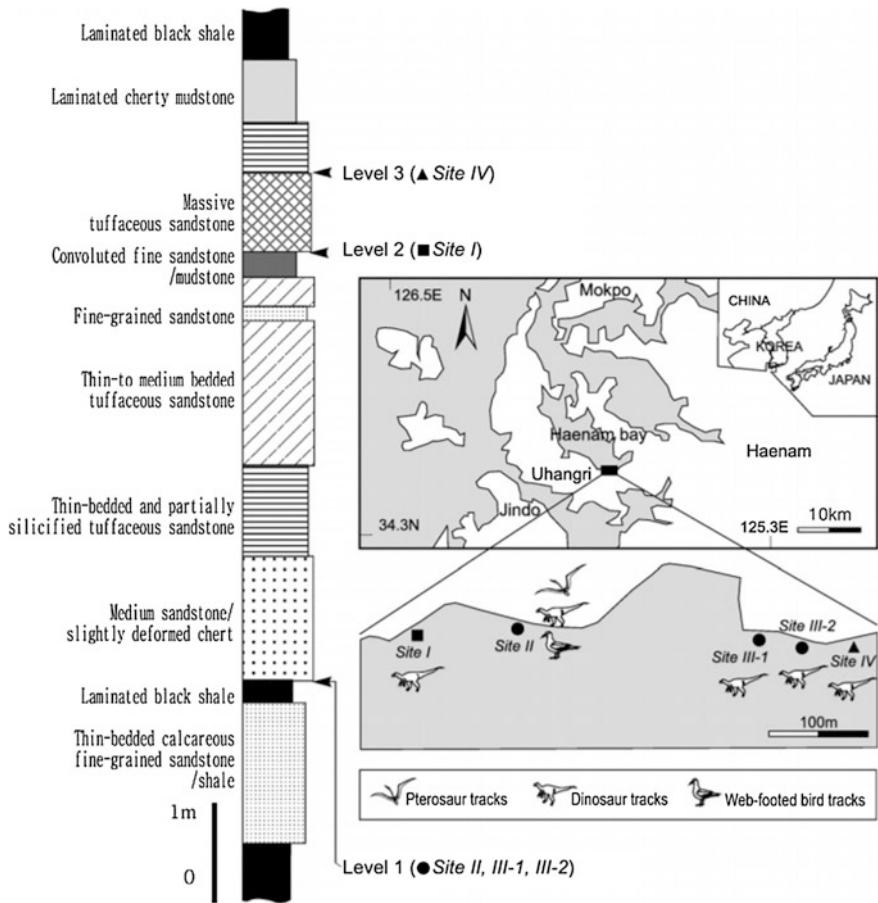 Laminated black shale
Laminated cherty mudstone
Level 3 (▲ Site IV)
Massive
tuffaceous sandstone
Level 2 (■ Site I)
Convoluted fine sandstone
/mudstone
Fine-grained sandstone
Thin-to medium bedded
tuffaceous sandstone
Thin-bedded and partially
silicified tuffaceous sandstone
Medium sandstone/
slightly deformed chert
Laminated black shale
Thin-bedded calcareous
fine-grained sandstone
/shale
1m
0
Level 1 (● Site II, III-1, III-2)
126.5E
N
Mokpo
CHINA
KOREA
JAPAN
Haenam bay
Haenam
Uhangri
Jindo
34.3N
125.3E
10km
Site I
Site II
Site III-1
Site III-2
Site IV
100m
Pterosaur tracks
Dinosaur tracks
Web-footed bird tracks